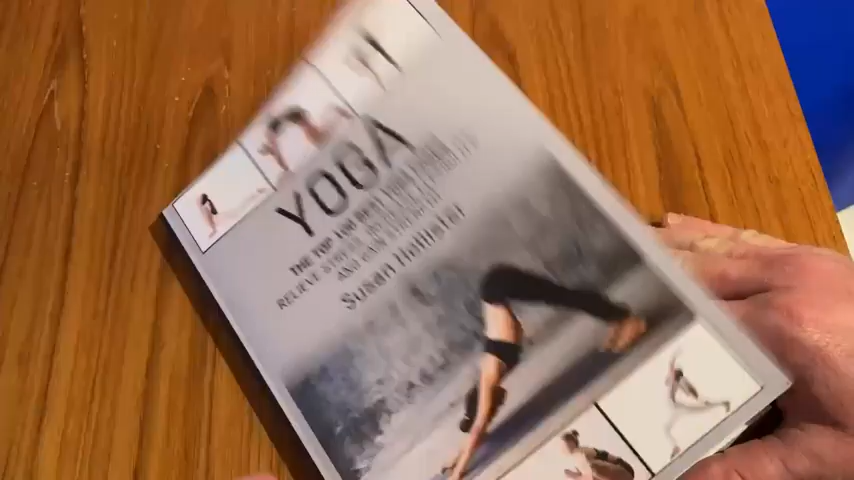 YOGA
THE TOP 100 BEST YOGA POSES
RELIEVE STRESS, INCREASE FLEXIBILITY
AND GAIN STRENGTH
Susan Hollister